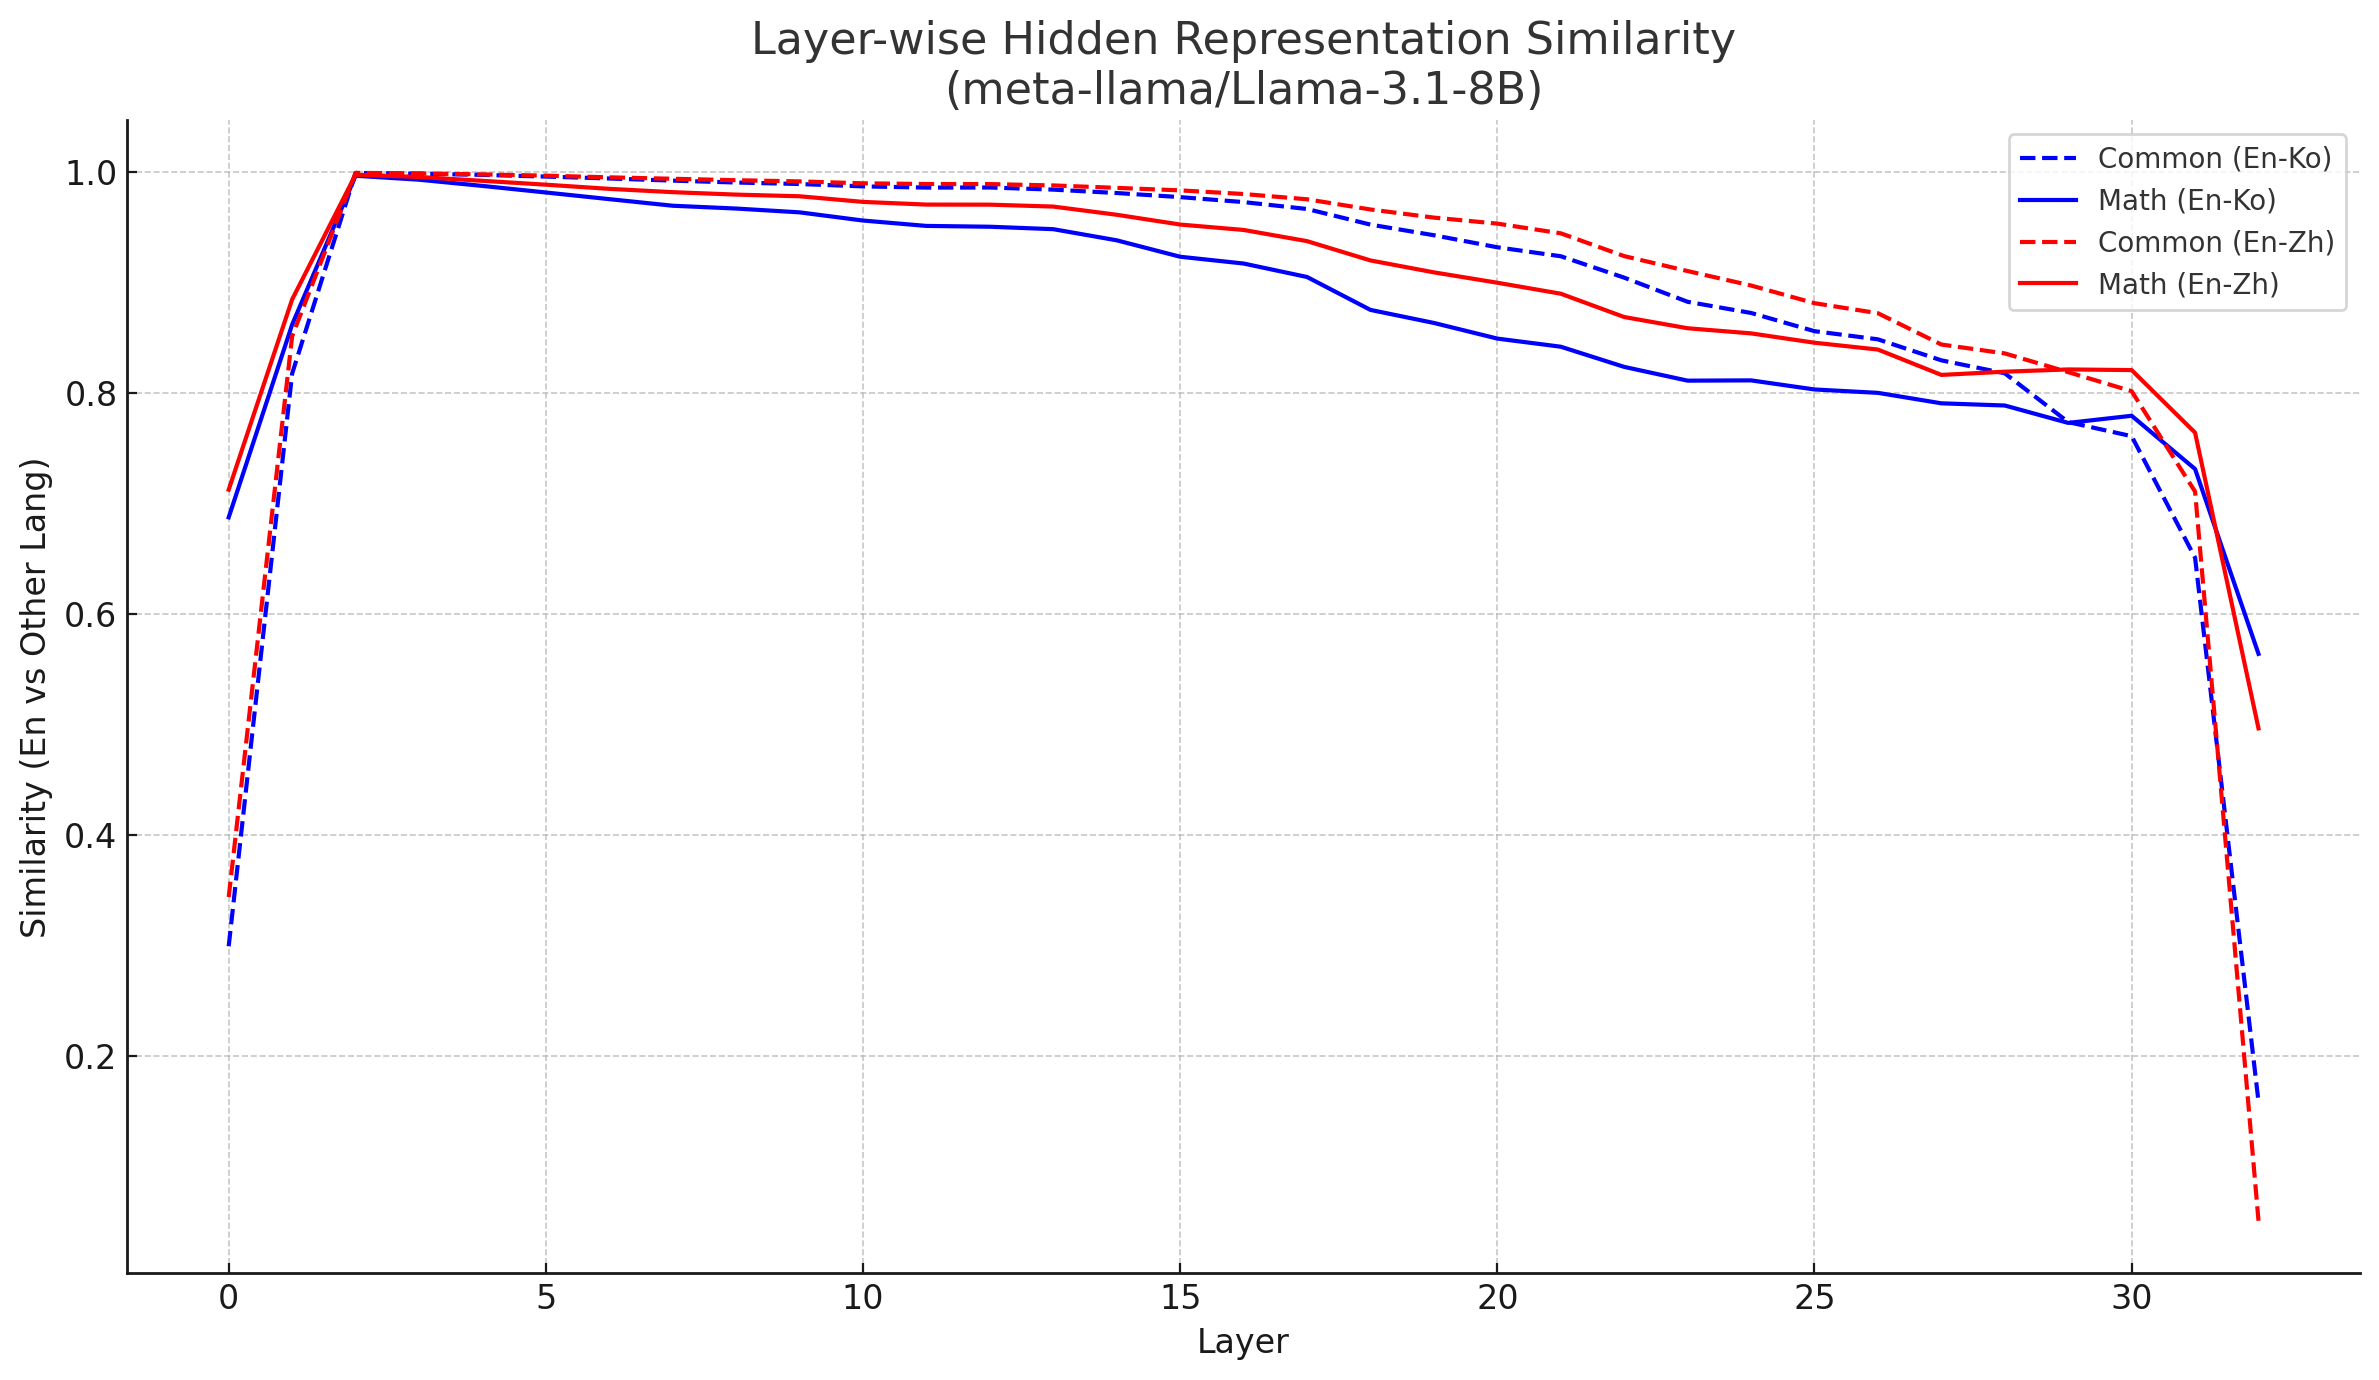 Layer-wise Hidden Representation Similarity
(meta-llama/Llama-3.1-8B)
Common (En-Ko)
Math (En-Ko)
Common (En-Zh)
Math (En-Zh)
Similarity (En vs Other Lang)
1.0
0.8
0.6
0.4
0.2
0 5 10 15 20 25 30
Layer